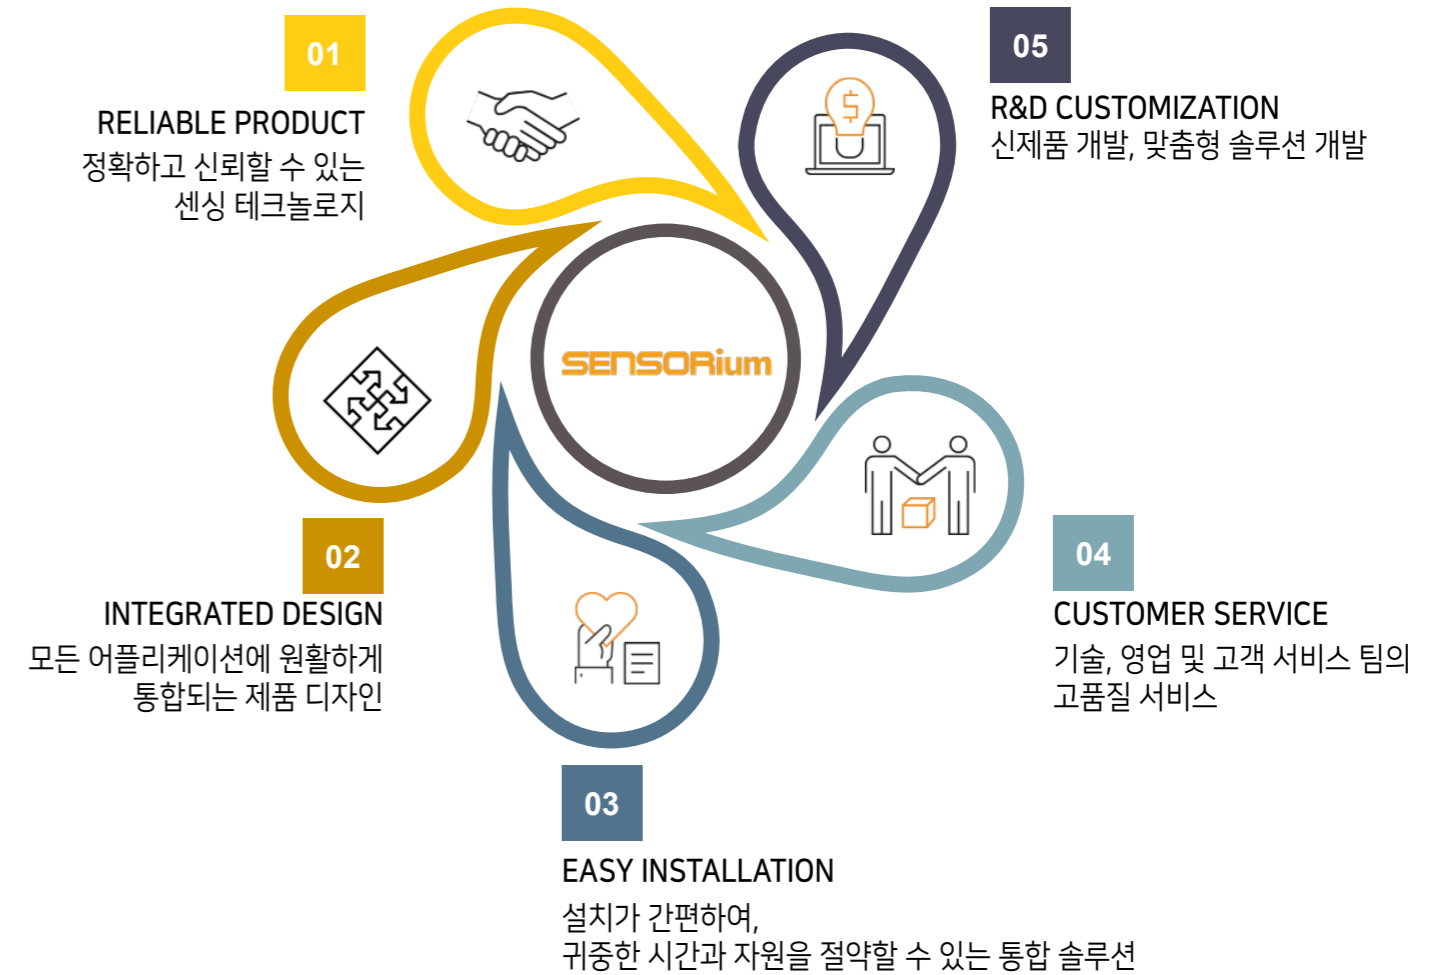 01
RELIABLE PRODUCT
정확하고 신뢰할 수 있는
센싱 테크놀로지
02
INTEGRATED DESIGN
모든 어플리케이션에 원활하게
통합되는 제품 디자인
03
EASY INSTALLATION
설치가 간편하여,
귀중한 시간과 자원을 절약할 수 있는 통합 솔루션
04
CUSTOMER SERVICE
기술, 영업 및 고객 서비스 팀의
고품질 서비스
05
R&D CUSTOMIZATION
신제품 개발, 맞춤형 솔루션 개발
SENSORium
$